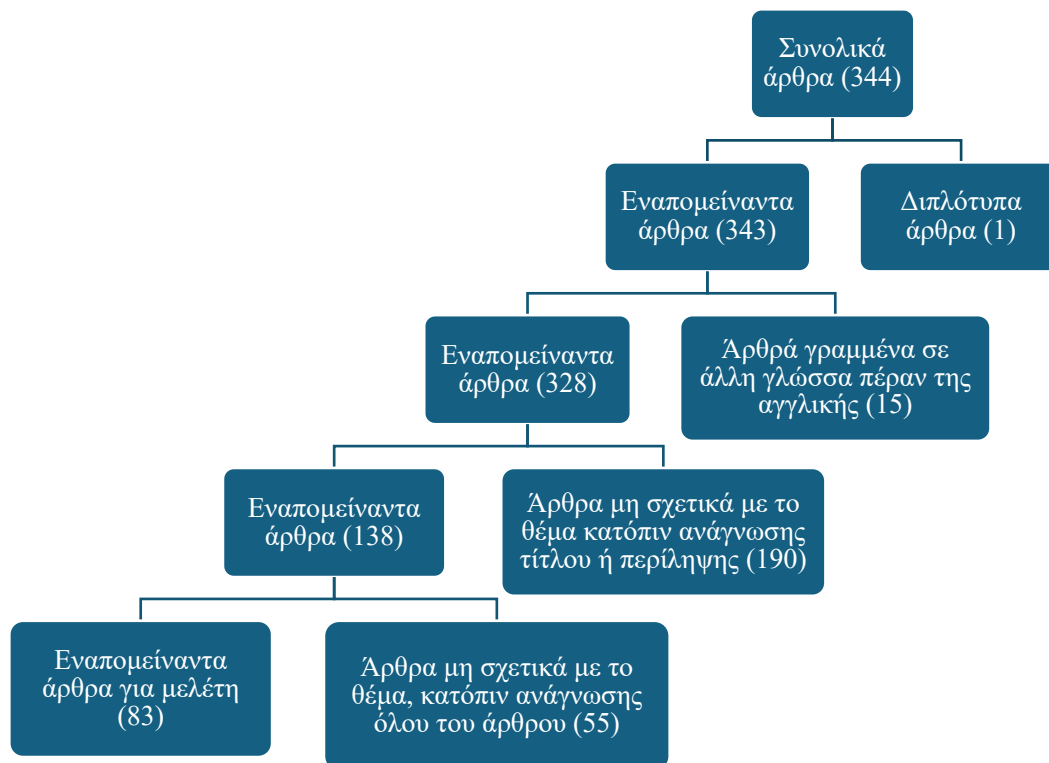 Συνολικά
άρθρα (344)
Εναπομείναντα
άρθρα (343)
Διπλότυπα
άρθρα (1)
Εναπομείναντα
άρθρα (328)
Άρθρά γραμμένα σε
άλλη γλώσσα πέραν της
αγγλικής (15)
Εναπομείναντα
άρθρα (138)
Άρθρα μη σχετικά με το
θέμα κατόπιν ανάγνωσης
τίτλου ή περίληψης (190)
Εναπομείναντα
άρθρα για μελέτη
(83)
Άρθρα μη σχετικά με το
θέμα, κατόπιν ανάγνωσης
όλου του άρθρου (55)